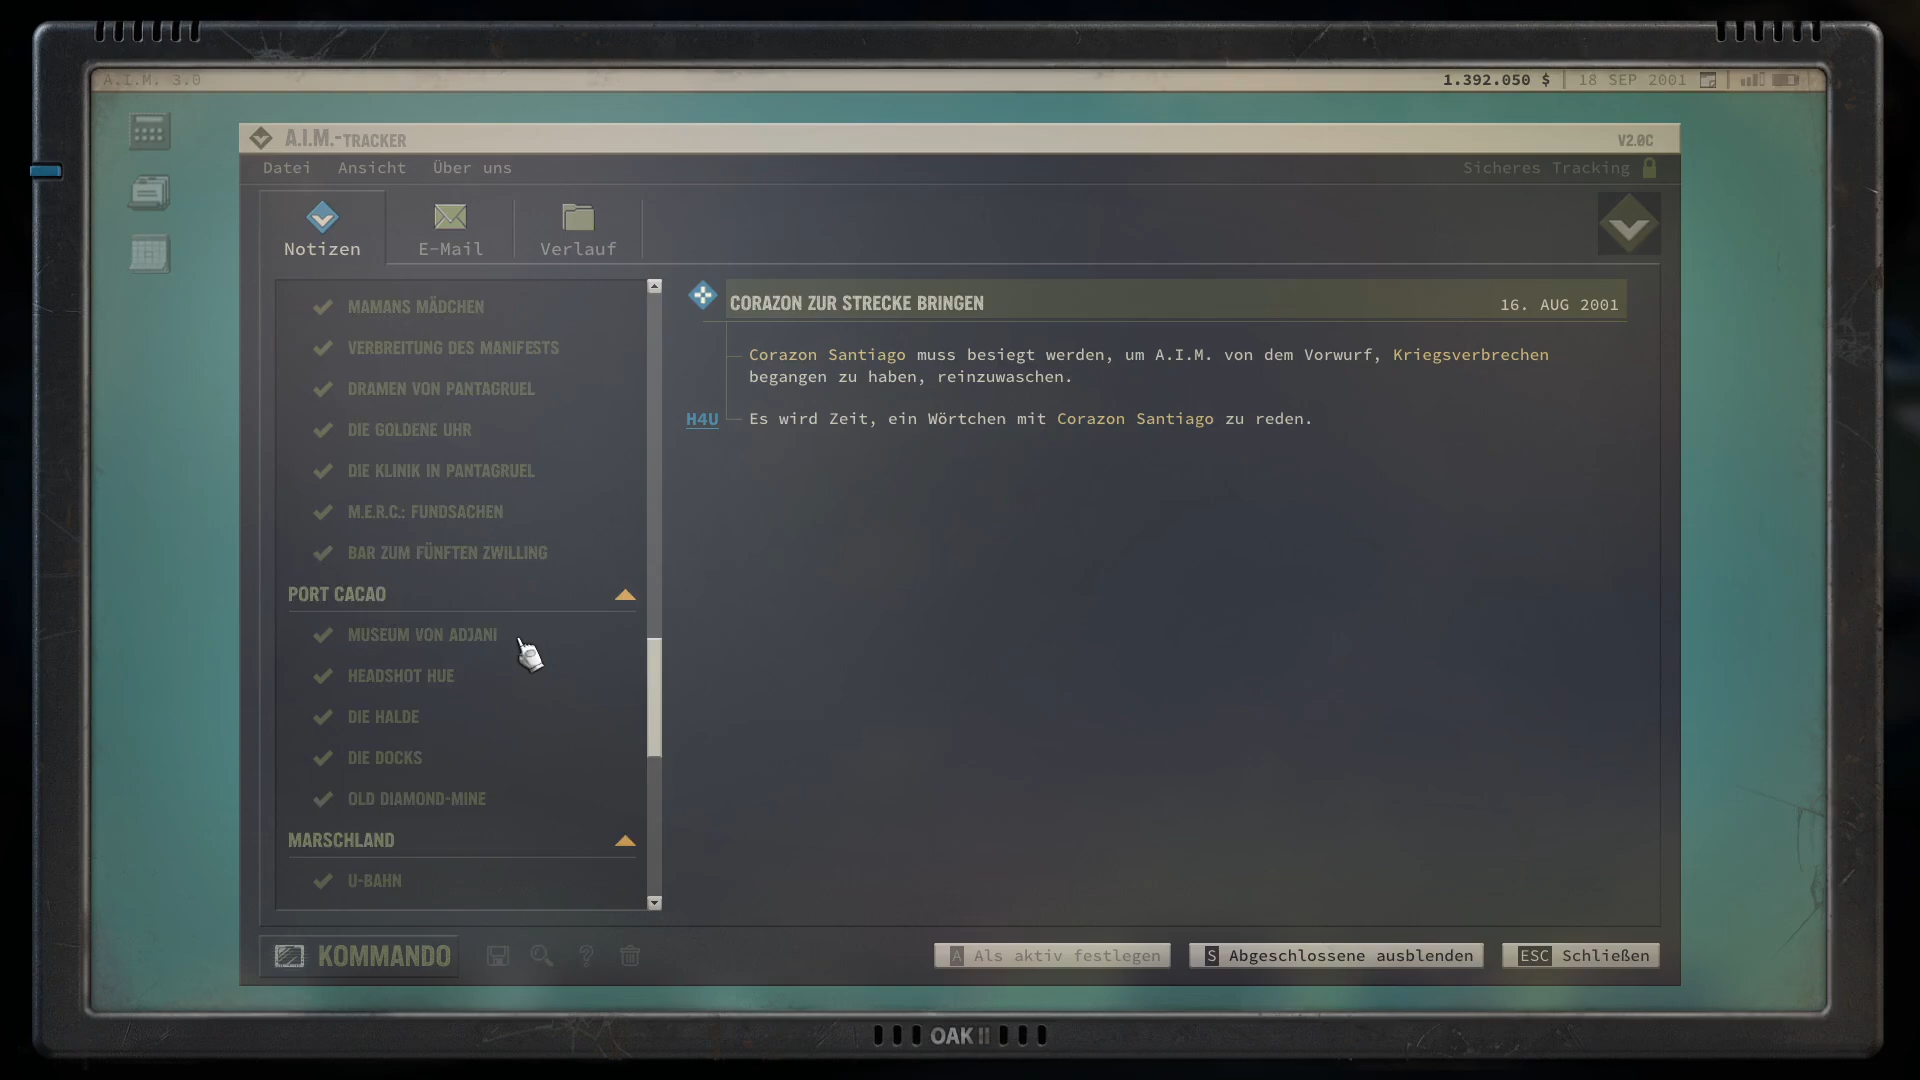 A.I.M. 3.0
1.392.050 $ | 18 SEP 2001
A.I.M.-TRACKER
V2.0C
Datei Ansicht Über uns
Sicheres Tracking
Notizen
E-Mail
Verlauf
MAMANS MÄDCHEN
VERBREITUNG DES MANIFESTS
DRAMEN VON PANTAGRUEL
DIE GOLDENE UHR
DIE KLINIK IN PANTAGRUEL
M.E.R.C.: FUNDSACHEN
BAR ZUM FÜNFTEN ZWILLING
PORT CACAO
MUSEUM VON ADJANI
HEADSHOT HUE
DIE HALDE
DIE DOCKS
OLD DIAMOND-MINE
MARSCHLAND
U-BAHN
CORAZON ZUR STRECKE BRINGEN
16. AUG 2001
Corazon Santiago muss besiegt werden, um A.I.M. von dem Vorwurf, Kriegsverbrechen
begangen zu haben, reinzuwaschen.
H4U Es wird Zeit, ein Wörtchen mit Corazon Santiago zu reden.
KOMMANDO
A Als aktiv festlegen
S Abgeschlossene ausblenden
ESC Schließen
OAK II